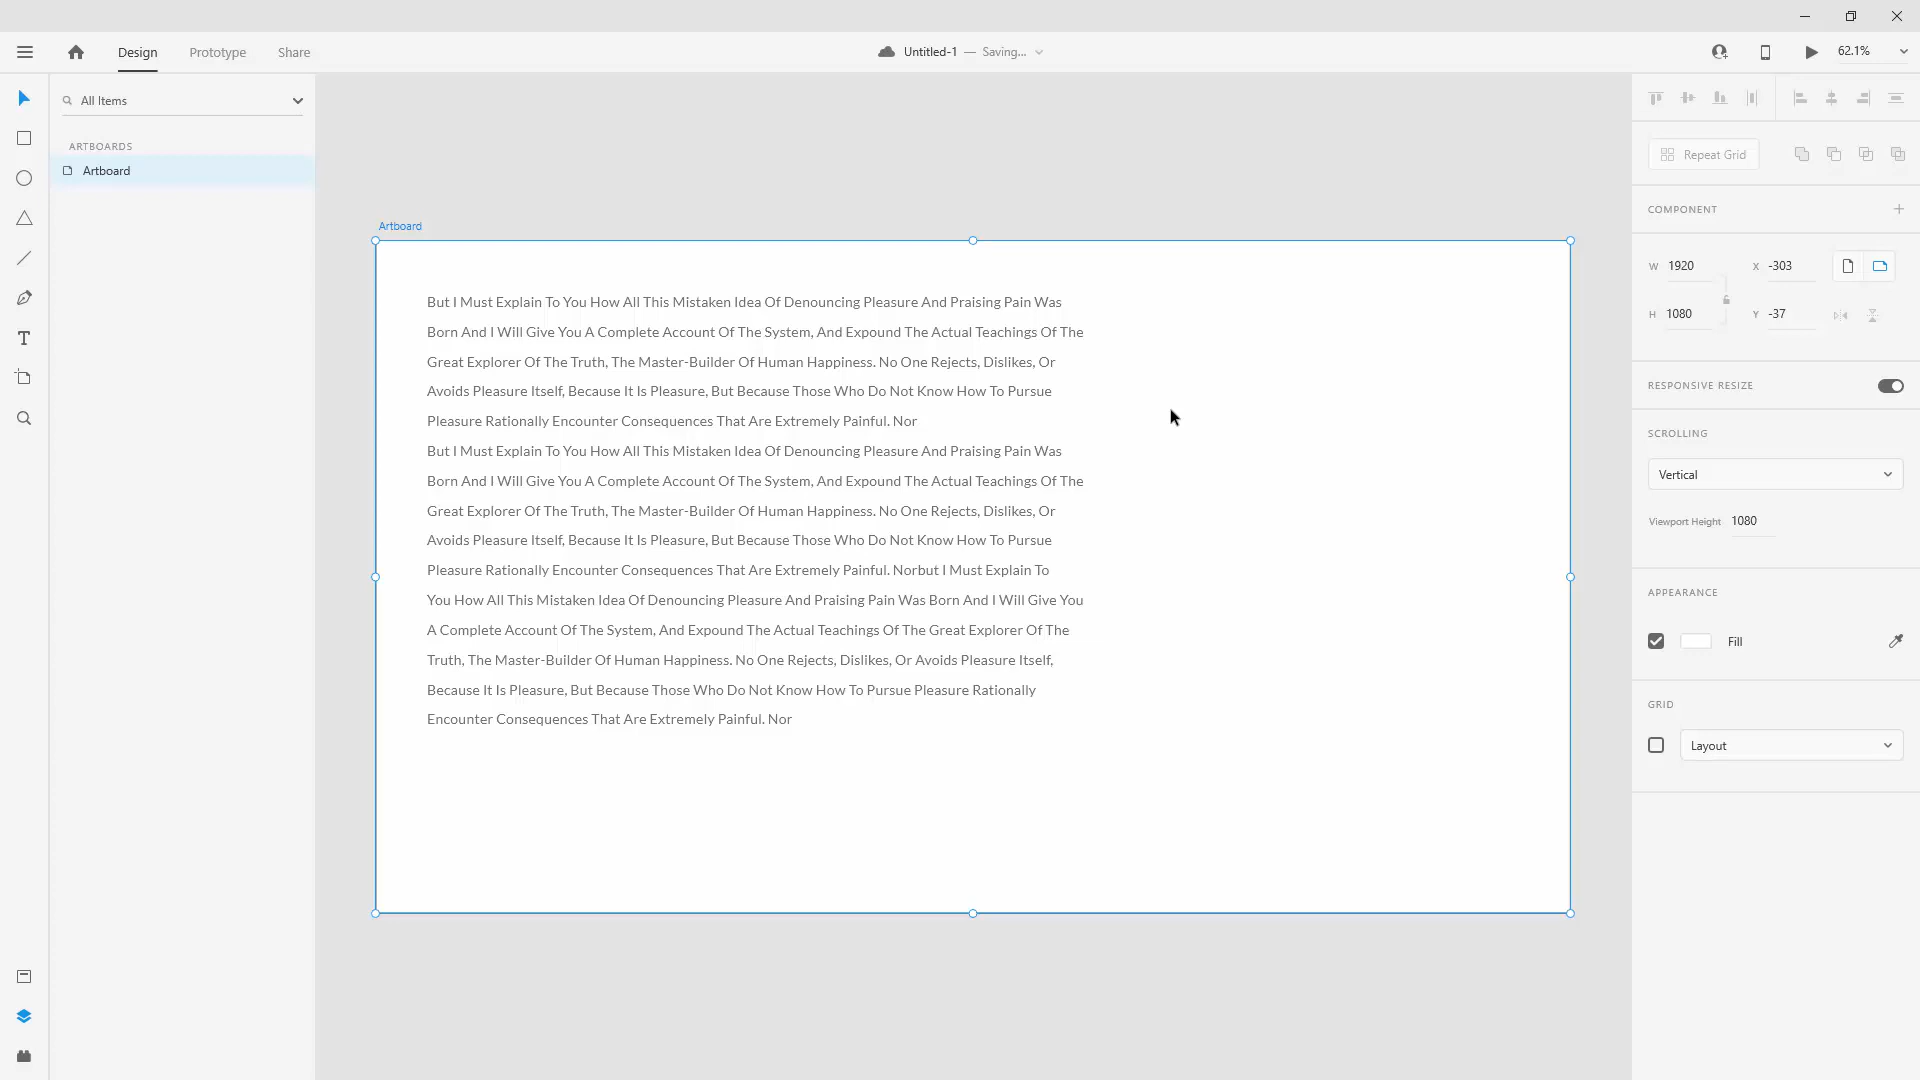 Design
Prototype
Share
Untitled-1 — Saving...
62.1%
All Items
ARTBOARDS
Artboard
Artboard
But I Must Explain To You How All This Mistaken Idea Of Denouncing Pleasure And Praising Pain Was
Born And I Will Give You A Complete Account Of The System, And Expound The Actual Teachings Of The
Great Explorer Of The Truth, The Master-Builder Of Human Happiness. No One Rejects, Dislikes, Or
Avoids Pleasure Itself, Because It Is Pleasure, But Because Those Who Do Not Know How To Pursue
Pleasure Rationally Encounter Consequences That Are Extremely Painful. Nor
But I Must Explain To You How All This Mistaken Idea Of Denouncing Pleasure And Praising Pain Was
Born And I Will Give You A Complete Account Of The System, And Expound The Actual Teachings Of The
Great Explorer Of The Truth, The Master-Builder Of Human Happiness. No One Rejects, Dislikes, Or
Avoids Pleasure Itself, Because It Is Pleasure, But Because Those Who Do Not Know How To Pursue
Pleasure Rationally Encounter Consequences That Are Extremely Painful. Norbut I Must Explain To
You How All This Mistaken Idea Of Denouncing Pleasure And Praising Pain Was Born And I Will Give You
A Complete Account Of The System, And Expound The Actual Teachings Of The Great Explorer Of The
Truth, The Master-Builder Of Human Happiness. No One Rejects, Dislikes, Or Avoids Pleasure Itself,
Because It Is Pleasure, But Because Those Who Do Not Know How To Pursue Pleasure Rationally
Encounter Consequences That Are Extremely Painful. Nor
Repeat Grid
COMPONENT
W 1920
X -303
H 1080
Y -37
RESPONSIVE RESIZE
SCROLLING
Vertical
Viewport Height 1080
APPEARANCE
Fill
GRID
Layout